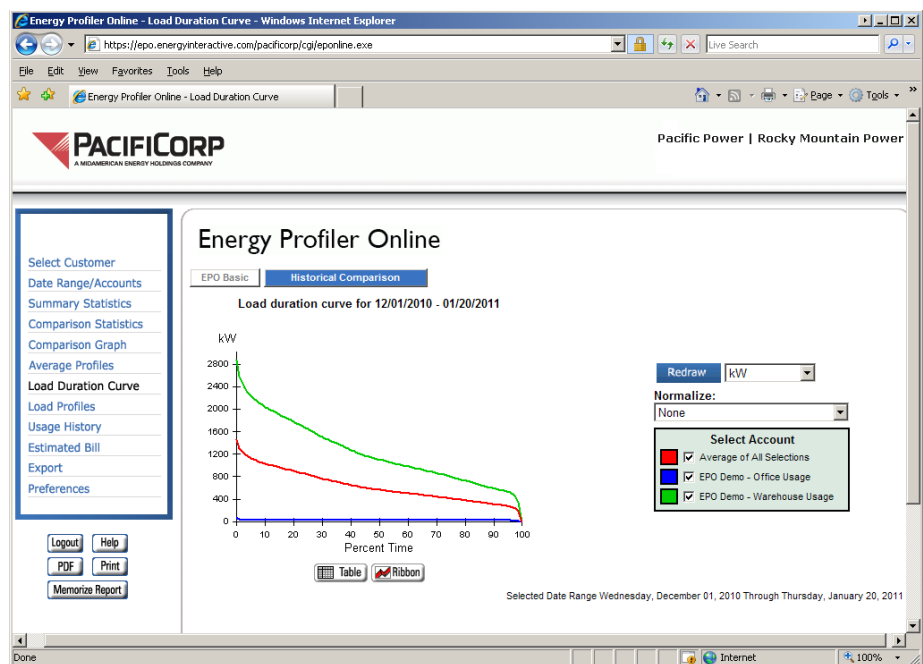 Energy Profiler Online - Load Duration Curve - Windows Internet Explorer
https://epo.energyinteractive.com/pacificorp/cgi/eponline.exe
Live Search
File Edit View Favorites Tools Help
Energy Profiler Online - Load Duration Curve
Page Tools »
PACIFICORP
A MIDAMERICAN ENERGY HOLDINGS COMPANY
Pacific Power | Rocky Mountain Power
Select Customer
Date Range/Accounts
Summary Statistics
Comparison Statistics
Comparison Graph
Average Profiles
Load Duration Curve
Load Profiles
Usage History
Estimated Bill
Export
Preferences
Logout Help
PDF Print
Memorize Report
Energy Profiler Online
EPO Basic Historical Comparison
Load duration curve for 12/01/2010 - 01/20/2011
kW
2800
2400
2000
1600
1200
800
400
0
0 10 20 30 40 50 60 70 80 90 100
Percent Time
Table Ribbon
Redraw kW
Normalize:
None
Select Account
Average of All Selections
EPO Demo - Office Usage
EPO Demo - Warehouse Usage
Selected Date Range Wednesday, December 01, 2010 Through Thursday, January 20, 2011
Done Internet 100%